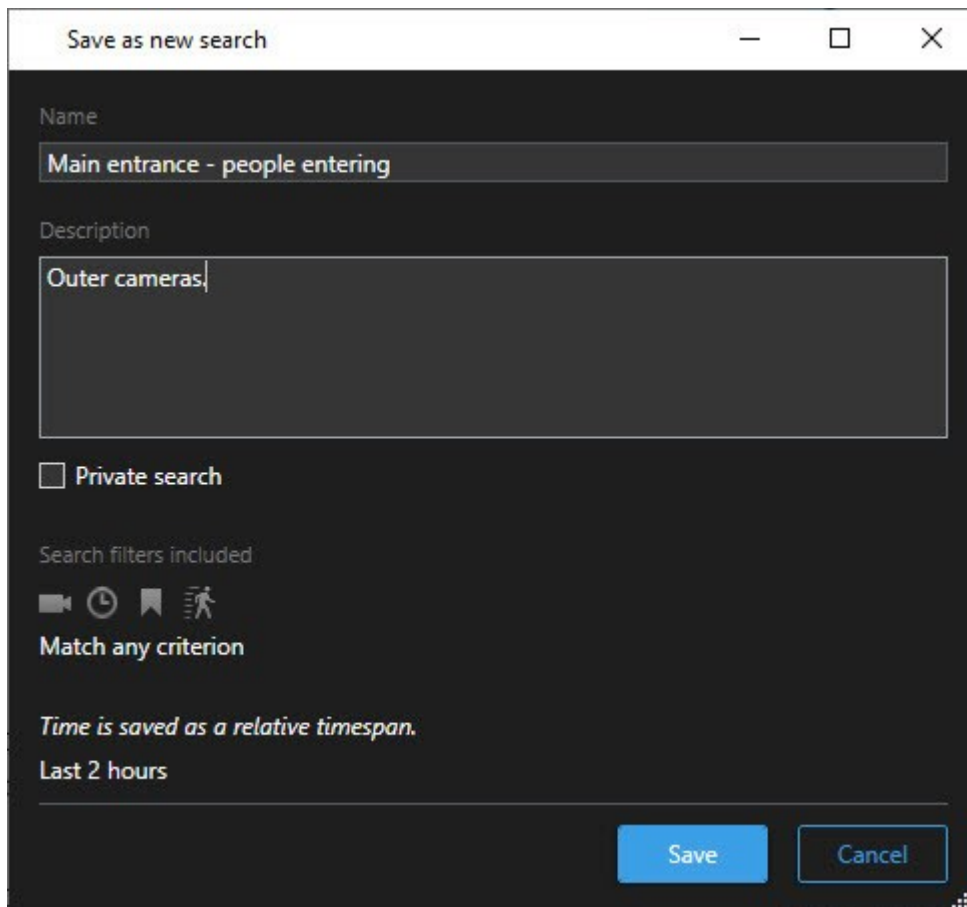 Save as new search
Name
Main entrance - people entering
Description
Outer cameras.
Private search
Search filters included
Match any criterion
Time is saved as a relative timespan.
Last 2 hours
Save
Cancel